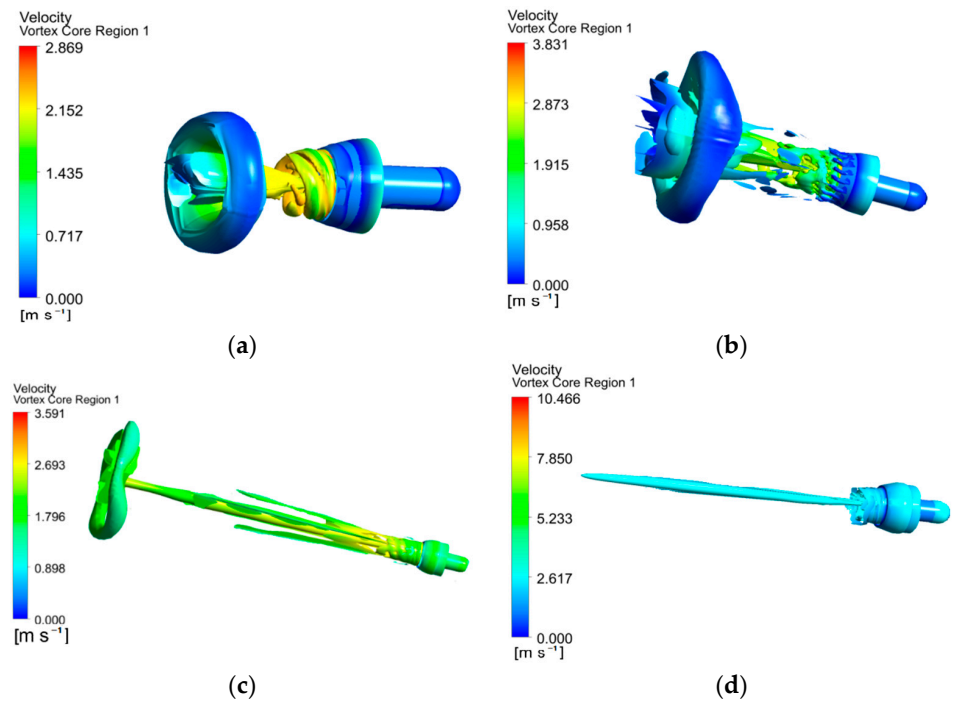 Velocity
Vortex Core Region 1
2.869
2.152
1.435
0.717
0.000
[m s⁻¹]
(a)
Velocity
Vortex Core Region 1
3.831
2.873
1.915
0.958
0.000
[m s⁻¹]
(b)
Velocity
Vortex Core Region 1
3.591
2.693
1.796
0.898
0.000
[m s⁻¹]
(c)
Velocity
Vortex Core Region 1
10.466
7.850
5.233
2.617
0.000
[m s⁻¹]
(d)